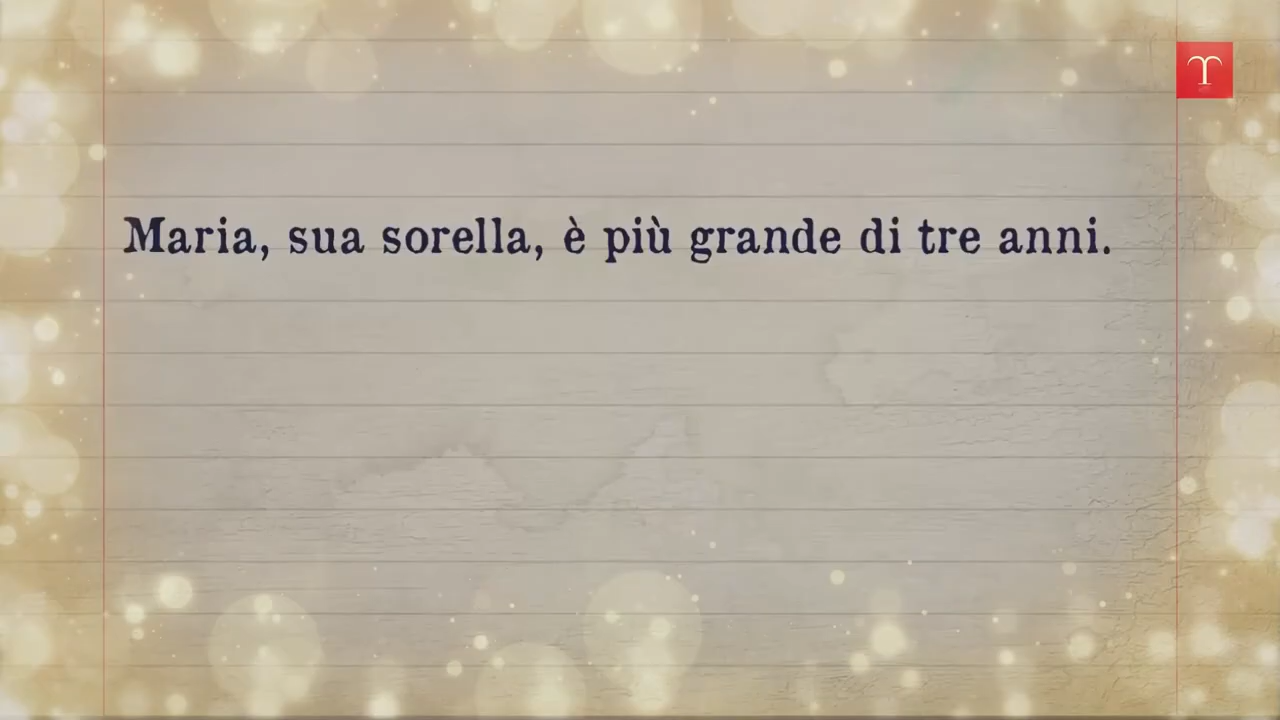 Maria, sua sorella, è più grande di tre anni.